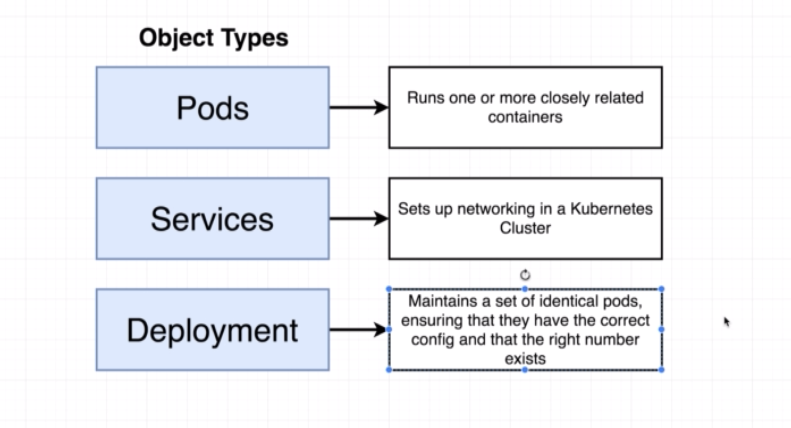 Object Types
Pods
Runs one or more closely related
containers
Services
Sets up networking in a Kubernetes
Cluster
Deployment
Maintains a set of identical pods,
ensuring that they have the correct
config and that the right number
exists